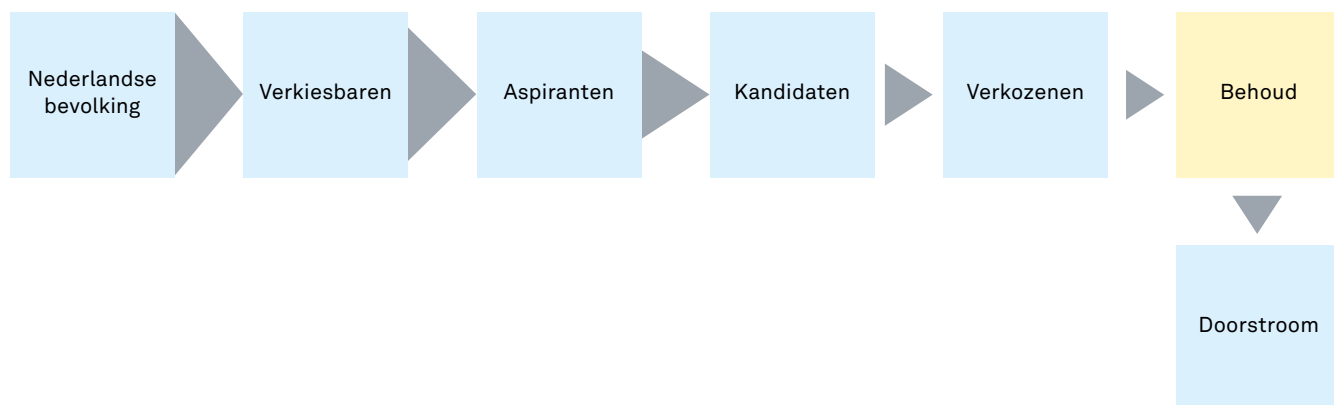 Nederlandse
bevolking
Verkiesbaren
Aspiranten
Kandidaten
Verkozenen
Behoud
Doorstroom